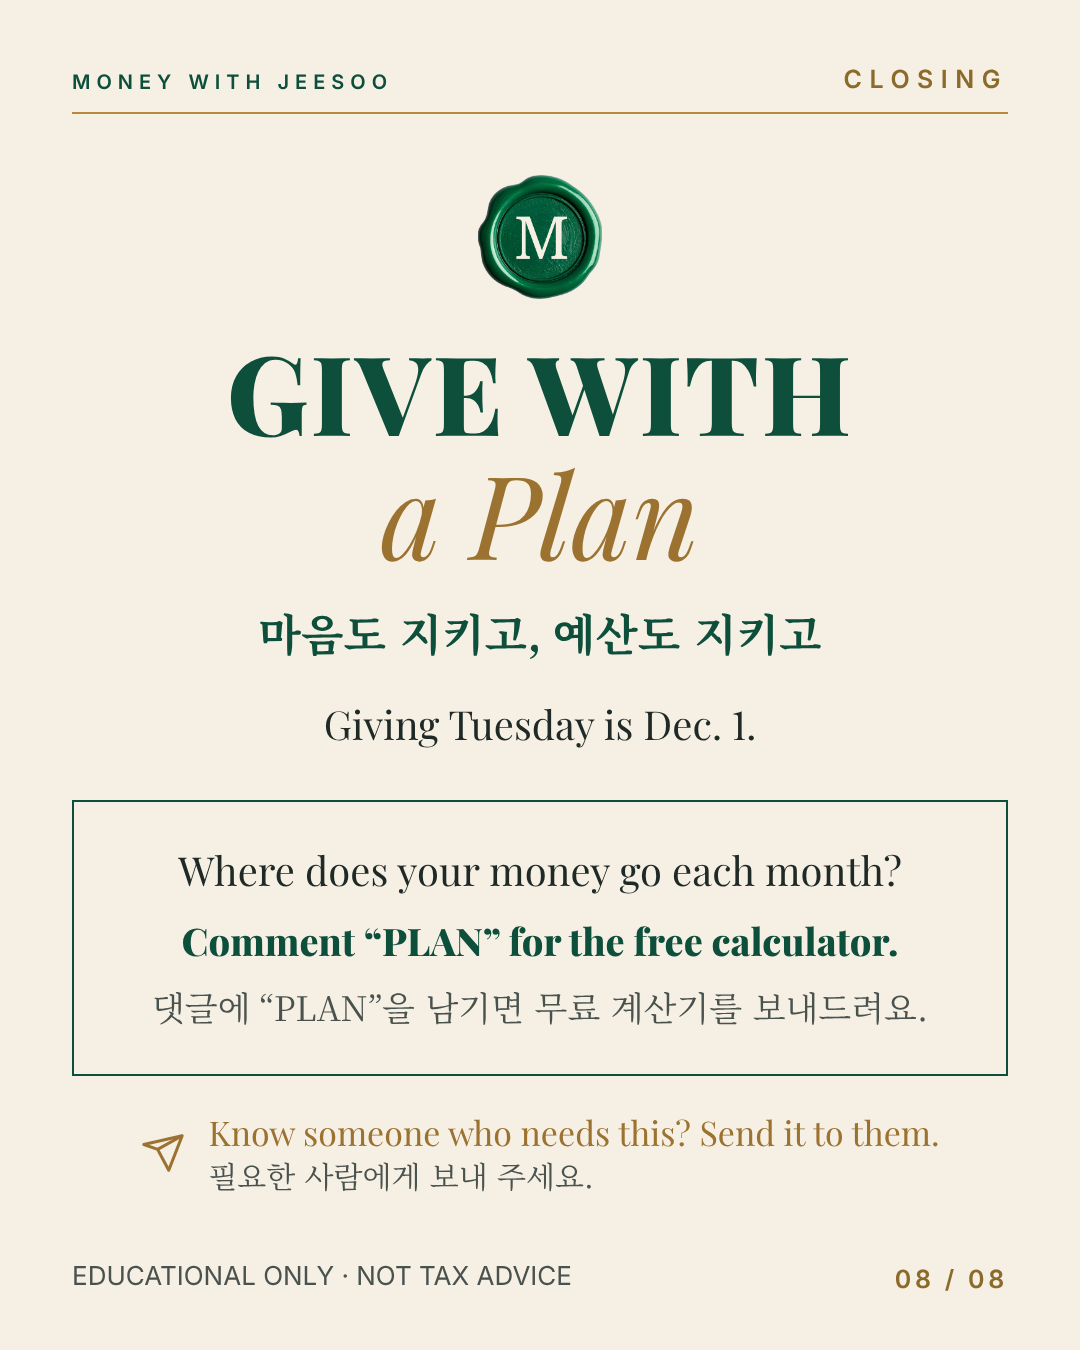 MONEY WITH JEESOO
CLOSING
M
GIVE WITH
a Plan
마음도 지키고, 예산도 지키고
Giving Tuesday is Dec. 1.
Where does your money go each month?
Comment “PLAN” for the free calculator.
댓글에 “PLAN”을 남기면 무료 계산기를 보내드려요.
Know someone who needs this? Send it to them.
필요한 사람에게 보내 주세요.
EDUCATIONAL ONLY · NOT TAX ADVICE
08 / 08